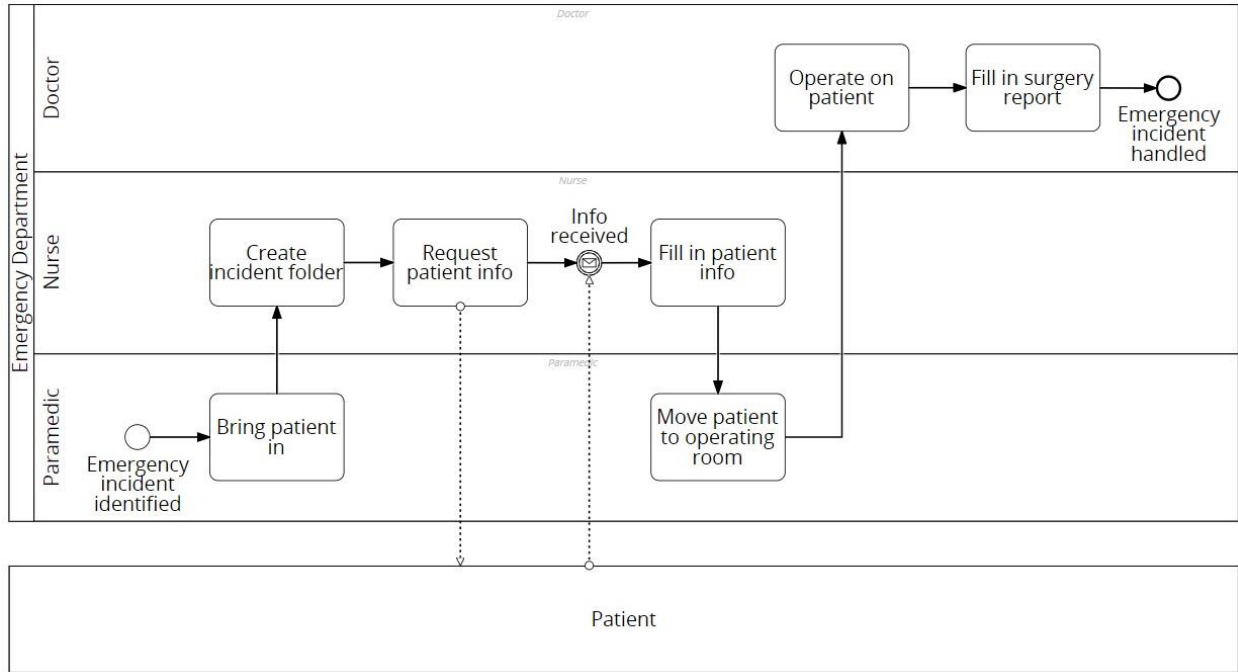 Doctor
Emergency Department
Doctor
Operate on
patient
Fill in surgery
report
Emergency
incident
handled
Nurse
Nurse
Create
incident folder
Request
patient info
Info
received
Fill in patient
info
Paramedic
Paramedic
Emergency
incident
identified
Bring patient
in
Move patient
to operating
room
Patient